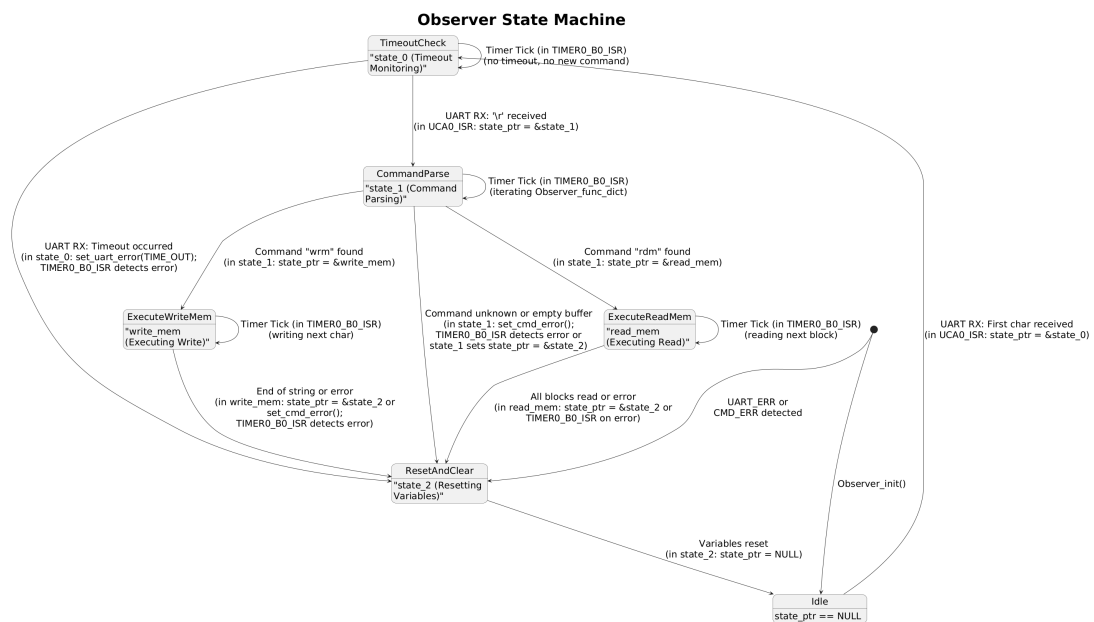 Observer State Machine
TimeoutCheck
"state_0 (Timeout
Monitoring)"
Timer Tick (in TIMER0_B0_ISR)
(no timeout, no new command)
UART RX: '\r' received
(in UCA0_ISR: state_ptr = &state_1)
CommandParse
"state_1 (Command
Parsing)"
Timer Tick (in TIMER0_B0_ISR)
(iterating Observer_func_dict)
UART RX: Timeout occurred
(in state_0: set_uart_error(TIME_OUT);
TIMER0_B0_ISR detects error)
Command "wrm" found
(in state_1: state_ptr = &write_mem)
Command "rdm" found
(in state_1: state_ptr = &read_mem)
ExecuteWriteMem
"write_mem
(Executing Write)"
Timer Tick (in TIMER0_B0_ISR)
(writing next char)
Command unknown or empty buffer
(in state_1: set_cmd_error();
TIMER0_B0_ISR detects error or
state_1 sets state_ptr = &state_2)
ExecuteReadMem
"read_mem
(Executing Read)"
Timer Tick (in TIMER0_B0_ISR)
(reading next block)
UART RX: First char received
(in UCA0_ISR: state_ptr = &state_0)
End of string or error
(in write_mem: state_ptr = &state_2 or
set_cmd_error();
TIMER0_B0_ISR detects error)
All blocks read or error
(in read_mem: state_ptr = &state_2 or
TIMER0_B0_ISR on error)
UART_ERR or
CMD_ERR detected
ResetAndClear
"state_2 (Resetting
Variables)"
Observer_init()
Variables reset
(in state_2: state_ptr = NULL)
Idle
state_ptr == NULL